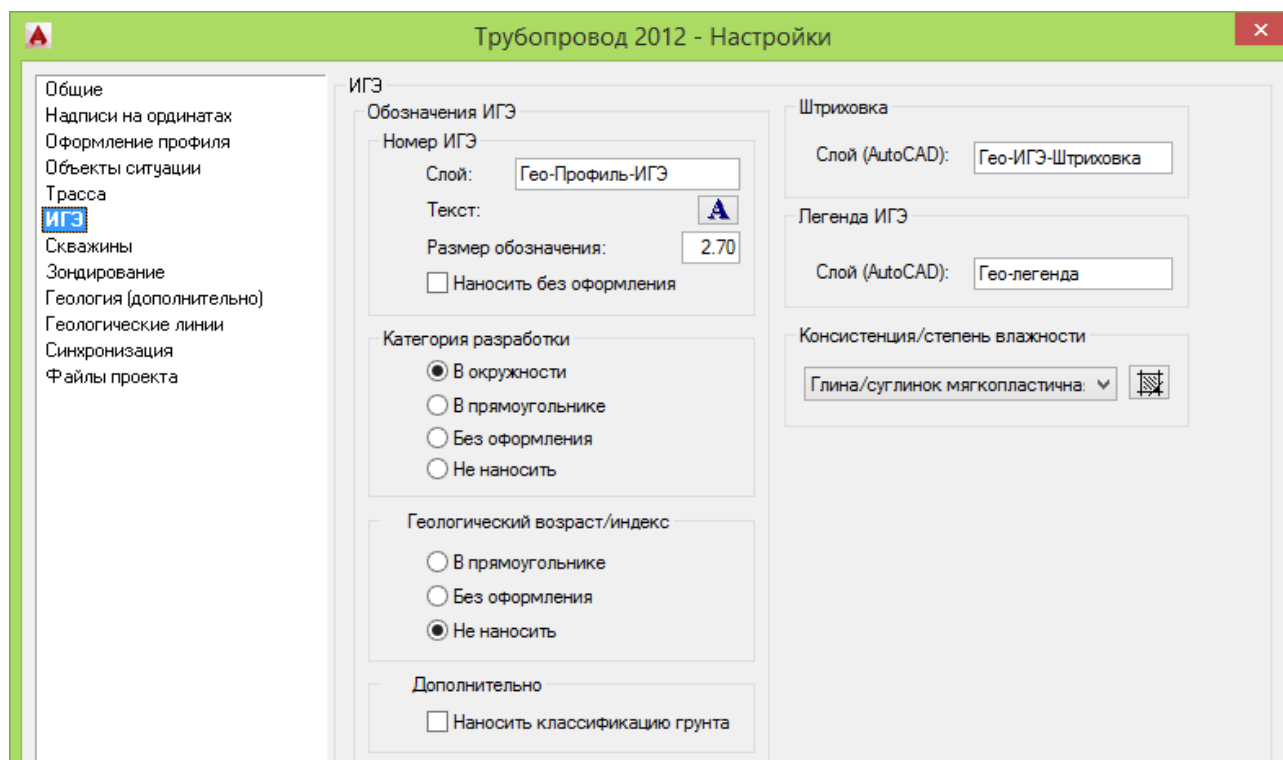 Трубопровод 2012 - Настройки
Общие
Надписи на ординатах
Оформление профиля
Объекты ситуации
Трасса
ИГЭ
Скважины
Зондирование
Геология (дополнительно)
Геологические линии
Синхронизация
Файлы проекта
ИГЭ
Обозначения ИГЭ
Номер ИГЭ
Слой: Гео-Профиль-ИГЭ
Текст: A
Размер обозначения: 2.70
Наносить без оформления
Категория разработки
В окружности
В прямоугольнике
Без оформления
Не наносить
Геологический возраст/индекс
В прямоугольнике
Без оформления
Не наносить
Дополнительно
Наносить классификацию грунта
Штриховка
Слой (AutoCAD): Гео-ИГЭ-Штриховка
Легенда ИГЭ
Слой (AutoCAD): Гео-легенда
Консистенция/степень влажности
Глина/суглинок мягкопластична